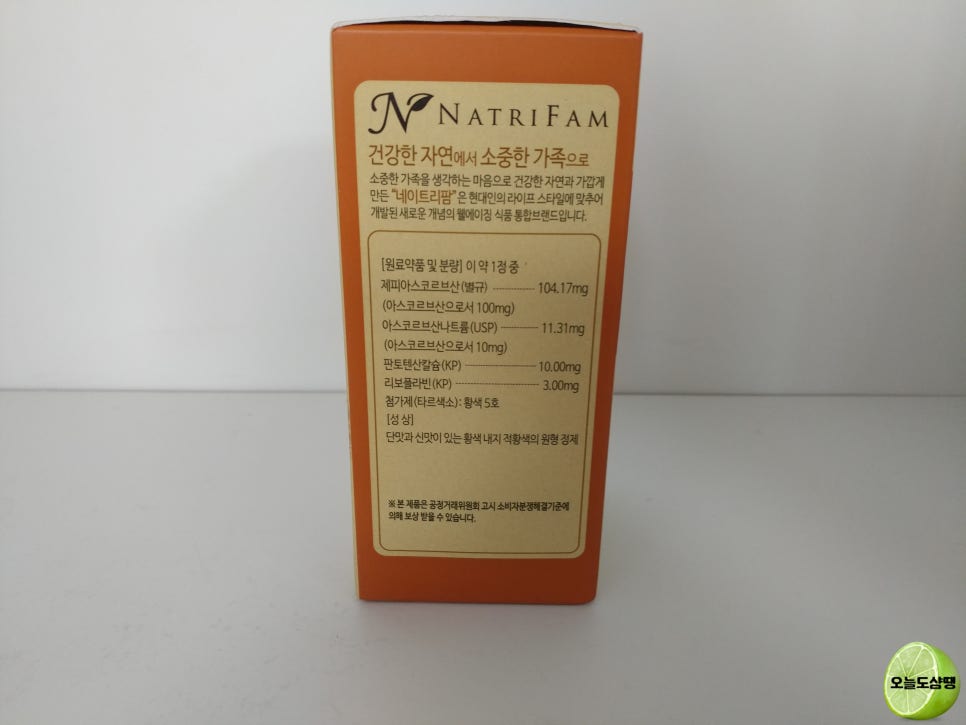 NATRIFAM
건강한 자연에서 소중한 가족으로
소중한 가족을 생각하는 마음으로 건강한 자연과 가깝게
만든 "네이트리팜"은 현대인의 라이프 스타일에 맞추어
개발된 새로운 개념의 웰에이징 식품 통합브랜드입니다.
[원료약품 및 분량] 이 약 1정 중
제피아스코르브산(별규) ---------- 104.17mg
(아스코르브산으로서 100mg)
아스코르브산나트륨(USP) ---------- 11.31mg
(아스코르브산으로서 10mg)
판토텐산칼슘(KP) ---------- 10.00mg
리보플라빈(KP) ---------- 3.00mg
첨가제(타르색소) : 황색 5호
[성 상]
단맛과 신맛이 있는 황색 내지 적황색의 원형 정제
※ 본 제품은 공정거래위원회 고시 소비자분쟁해결기준에
의해 보상 받을 수 있습니다.
오늘도샴땡